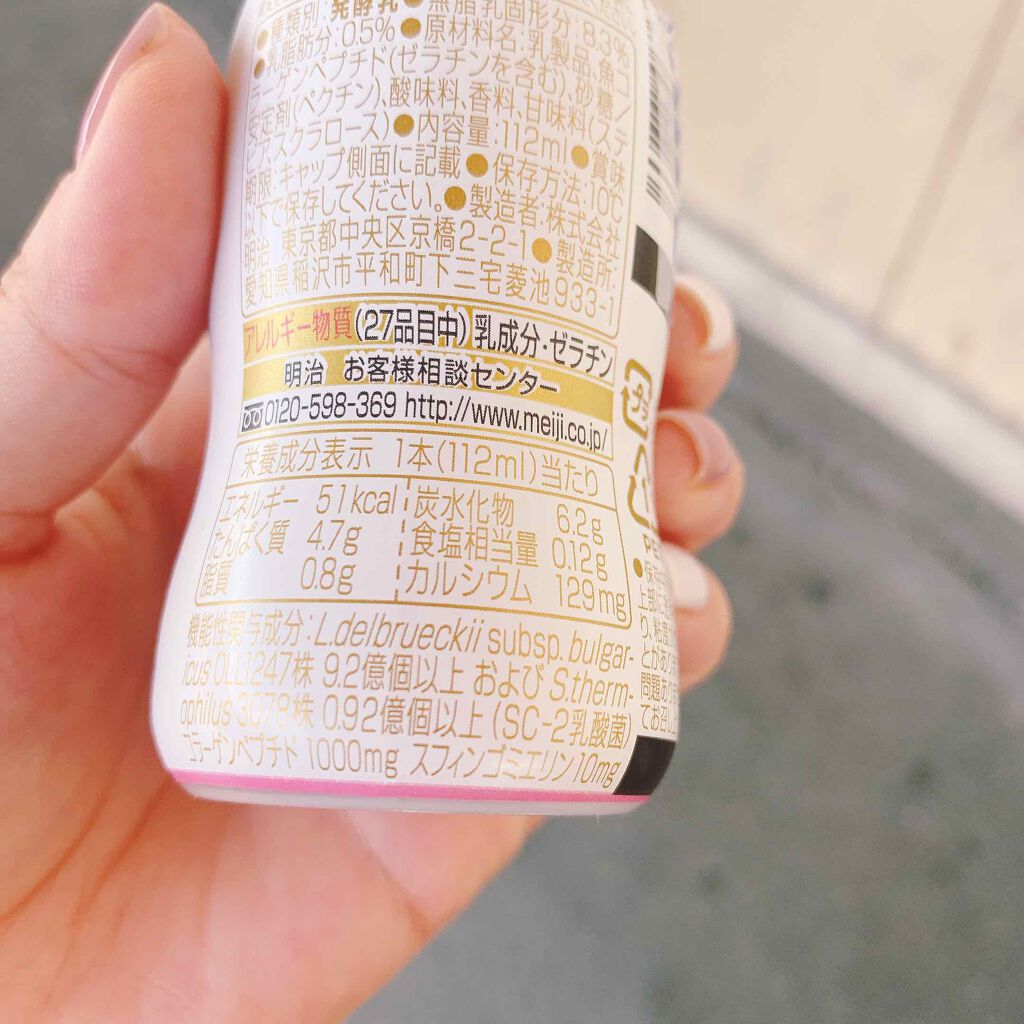 ●種類別:発酵乳●無脂乳固形分:8.3%
●乳脂肪分:0.5%●原材料名:乳製品、魚コ
ラーゲンペプチド(ゼラチンを含む)、砂糖
安定剤(ペクチン)、酸味料、香料、甘味料(ステ
ビア、スクラロース)●内容量:112ml●賞味
期限:キャップ側面に記載●保存方法:10℃
以下で保存してください。●製造者:株式会社
明治 東京都中央区京橋2-2-1●製造所:
愛知県稲沢市平和町下三宅菱池933-1
アレルギー物質(27品目中)乳成分・ゼラチン
明治 お客様相談センター
0120-598-369 http://www.meiji.co.jp/
栄養成分表示 1本(112ml)当たり
エネルギー 51kcal 炭水化物 6.2g
たんぱく質 4.7g 食塩相当量 0.12g
脂質 0.8g カルシウム 129mg
機能性関与成分:L.delbrueckii subsp. bulgar-
icus OLL1247株 9.2億個以上 および S.therm-
ophilus 3078株 0.92億個以上(SC-2乳酸菌)
コラーゲンペプチド 1000mg スフィンゴミエリン10mg
プラ